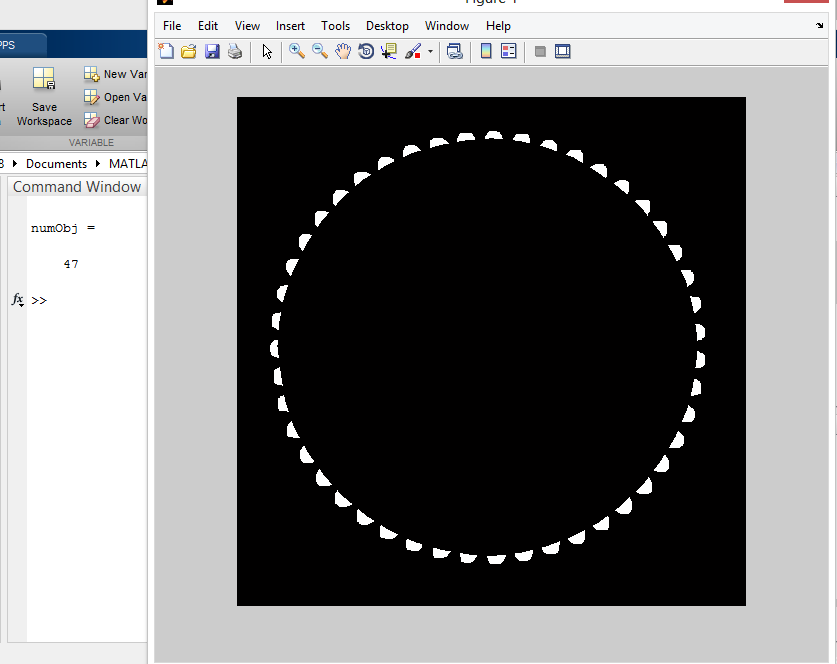 Figure 1
File Edit View Insert Tools Desktop Window Help
PPS
New Var
Open Va
Save
Workspace
Clear Wo
rt
VARIABLE
8 Documents MATLA
Command Window
numObj =
47
fx >>